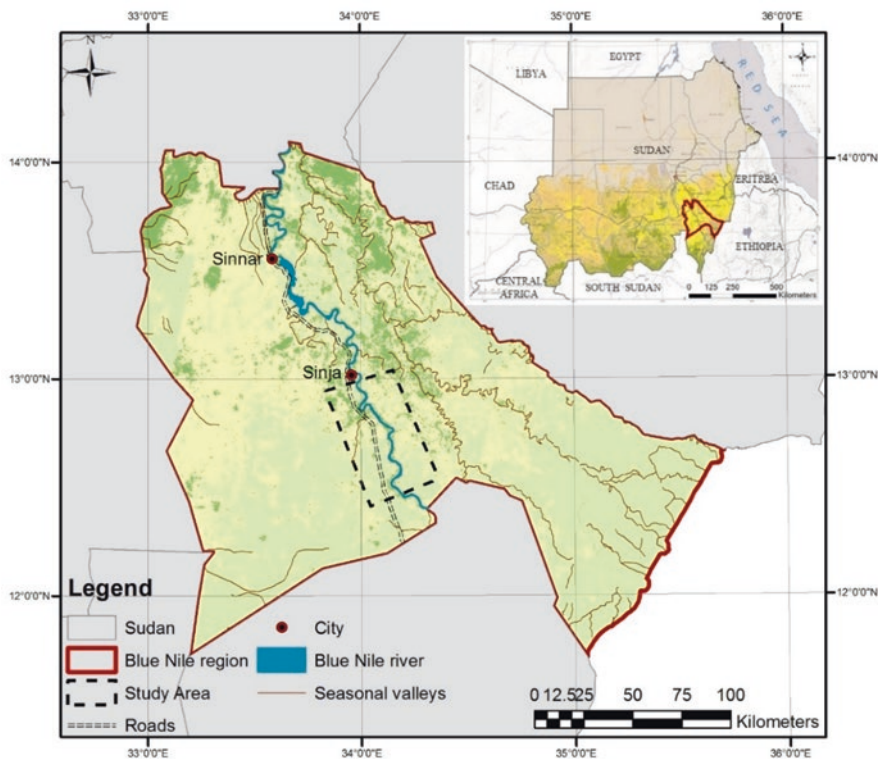 33°0'0"E 34°0'0"E 35°0'0"E 36°0'0"E
N
EGYPT
LIBYA
RED SEA
SUDAN
CHAD
ERITRBA
ETHIOPIA
CENTRAL
AFRICA
SOUTH SUDAN
0 125 250 500
Kilometers
14°0'0"N 14°0'0"N
Sinnar
13°0'0"N 13°0'0"N
Sinja
12°0'0"N 12°0'0"N
Legend
Sudan City
Blue Nile region Blue Nile river
Study Area Seasonal valleys
Roads
0 12.525 50 75 100
Kilometers
33°0'0"E 34°0'0"E 35°0'0"E 36°0'0"E